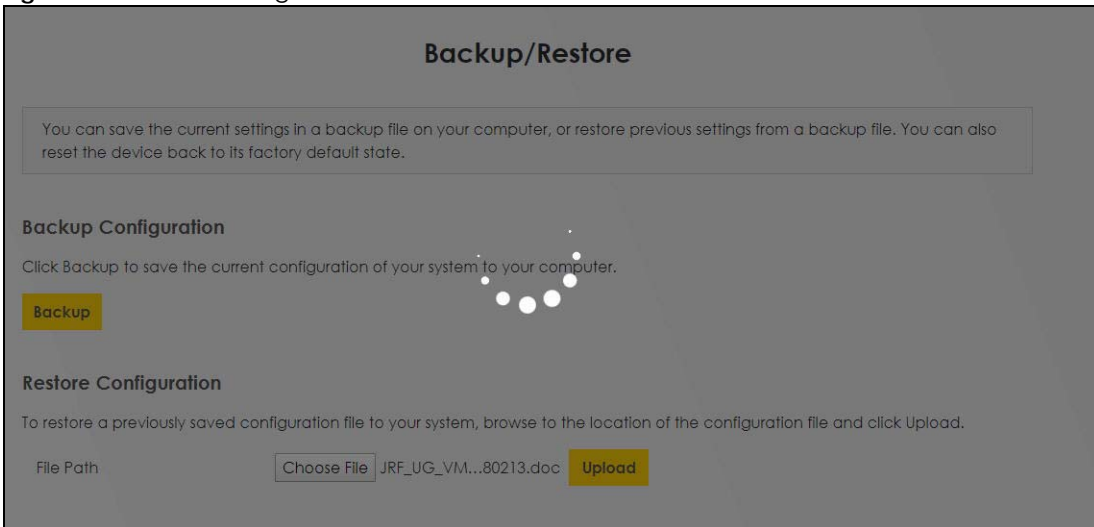 Backup/Restore
You can save the current settings in a backup file on your computer, or restore previous settings from a backup file. You can also
reset the device back to its factory default state.
Backup Configuration
Click Backup to save the current configuration of your system to your computer.
Backup
Restore Configuration
To restore a previously saved configuration file to your system, browse to the location of the configuration file and click Upload.
File Path Choose File JRF_UG_VM...80213.doc Upload